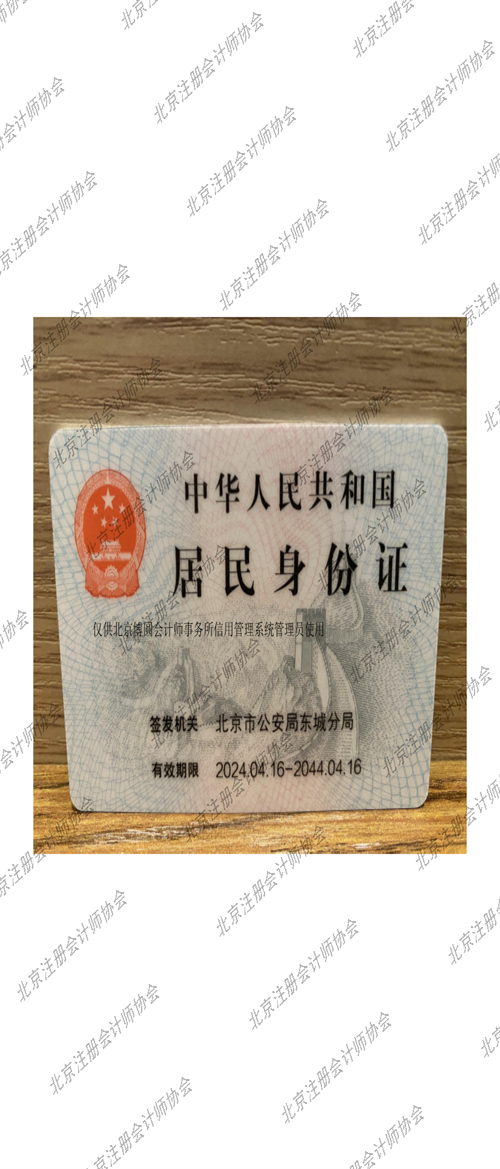 中华人民共和国
居民身份证
仅供北京博圆会计师事务所信用管理系统管理员使用
签发机关 北京市公安局东城分局
有效期限 2024.04.16-2044.04.16
北京注册会计师协会